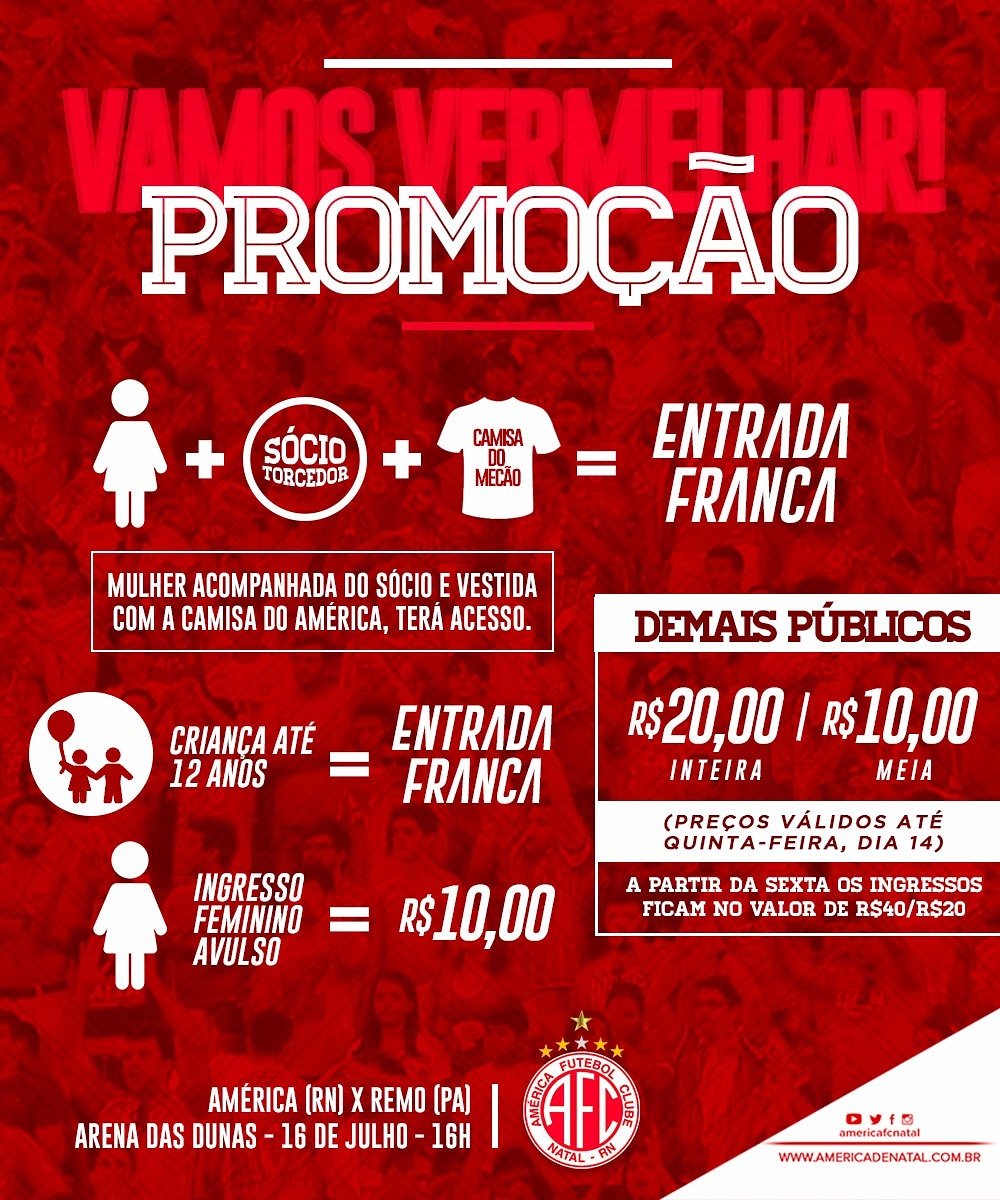 VAMOS VERMELHAR!
PROMOÇÃO
+ SÓCIO TORCEDOR + CAMISA DO MECÃO =
ENTRADA
FRANCA
MULHER ACOMPANHADA DO SÓCIO E VESTIDA
COM A CAMISA DO AMÉRICA, TERÁ ACESSO.
CRIANÇA ATÉ
12 ANOS
=
ENTRADA
FRANCA
INGRESSO
FEMININO
AVULSO
=
R$10,00
DEMAIS PÚBLICOS
R$20,00 / R$10,00
INTEIRA MEIA
(PREÇOS VÁLIDOS ATÉ
QUINTA-FEIRA, DIA 14)
A PARTIR DA SEXTA OS INGRESSOS
FICAM NO VALOR DE R$40/R$20
AMÉRICA (RN) X REMO (PA)
ARENA DAS DUNAS - 16 DE JULHO - 16H
AMÉRICA FUTEBOL CLUBE
AFC
NATAL - RN
americafcnatal
WWW.AMERICADENATAL.COM.BR